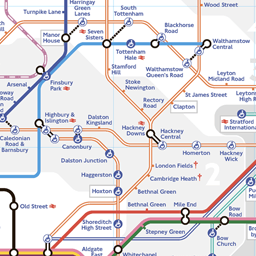 Harringay
Green
Lanes
South
Tottenham
Wood Street
Turnpike Lane
Blackhorse
Road
Manor
House
Seven
Sisters
Walthamstow
Central
Tottenham
Hale
Stamford
Hill
Walthamstow
Queen's Road
Finsbury
Park
Leyton
Midland Road
Arsenal
Stoke
Newington
St James Street
Rectory
Road
Clapton
Leyton
High
Highbury &
Islington
Dalston
Kingsland
Hackney
Downs
Hackney
Central
Stratford
Internation
Caledonian
Road &
Barnsbury
Canonbury
Homerton
Hackney
Wick
Dalston Junction
London Fields
Haggerston
Cambridge Heath
2
Hoxton
Bethnal Green
Old Street
Bethnal Green
Mile End
Shoreditch
High Street
Bow
Road
Stepney Green
Bow
Church
Aldgate
East
Whitechapel